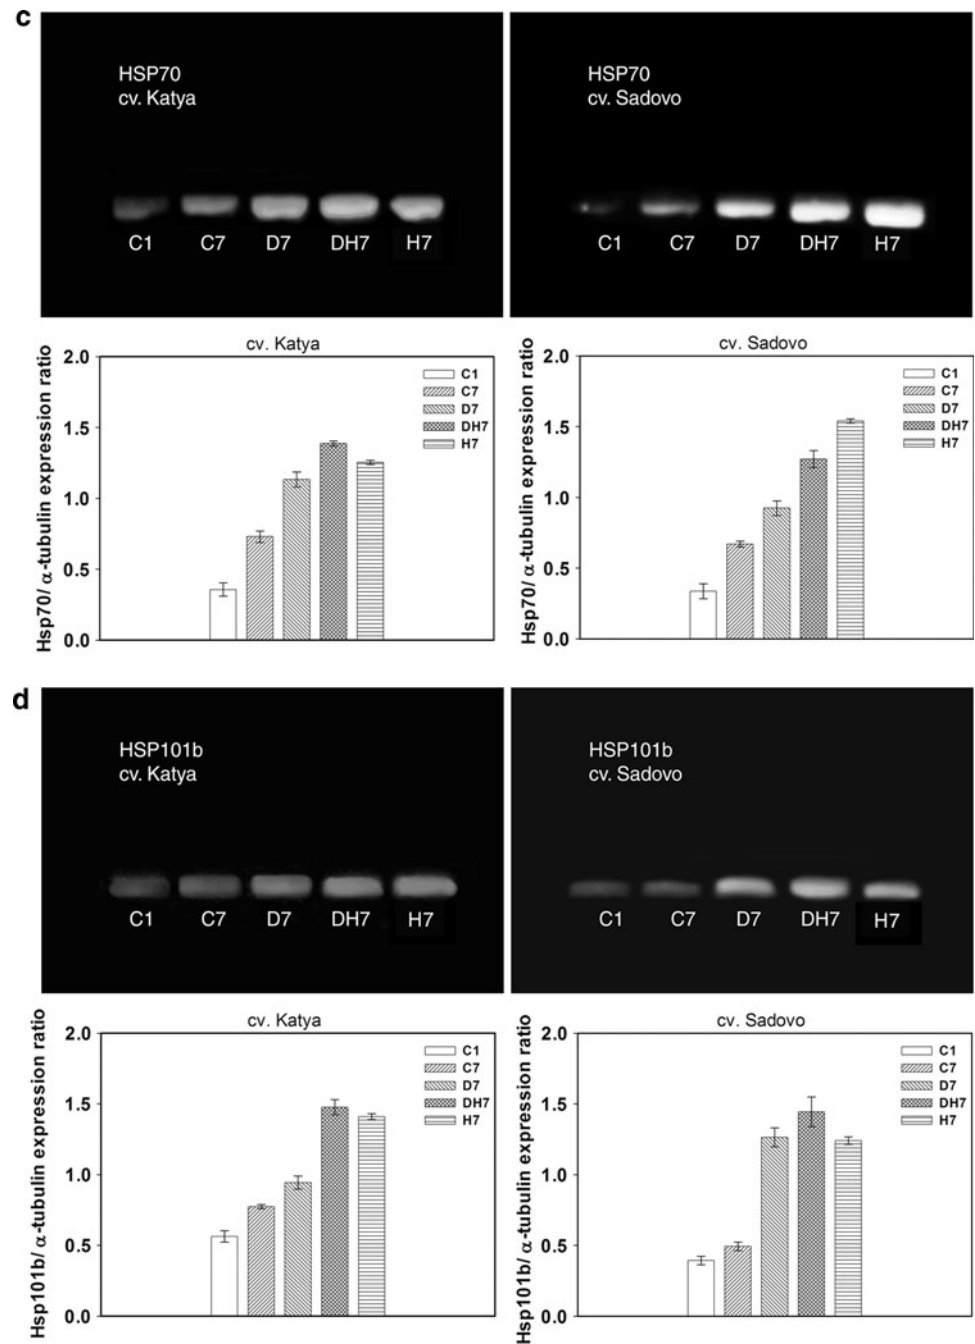 c
HSP70
cv. Katya
C1 C7 D7 DH7 H7
HSP70
cv. Sadovo
C1 C7 D7 DH7 H7
cv. Katya
Hsp70/ α-tubulin expression ratio
2.0
1.5
1.0
0.5
0.0
C1
C7
D7
DH7
H7
cv. Sadovo
Hsp70/ α-tubulin expression ratio
2.0
1.5
1.0
0.5
0.0
C1
C7
D7
DH7
H7
d
HSP101b
cv. Katya
C1 C7 D7 DH7 H7
HSP101b
cv. Sadovo
C1 C7 D7 DH7 H7
cv. Katya
Hsp101b/ α-tubulin expression ratio
2.0
1.5
1.0
0.5
0.0
C1
C7
D7
DH7
H7
cv. Sadovo
Hsp101b/ α-tubulin expression ratio
2.0
1.5
1.0
0.5
0.0
C1
C7
D7
DH7
H7